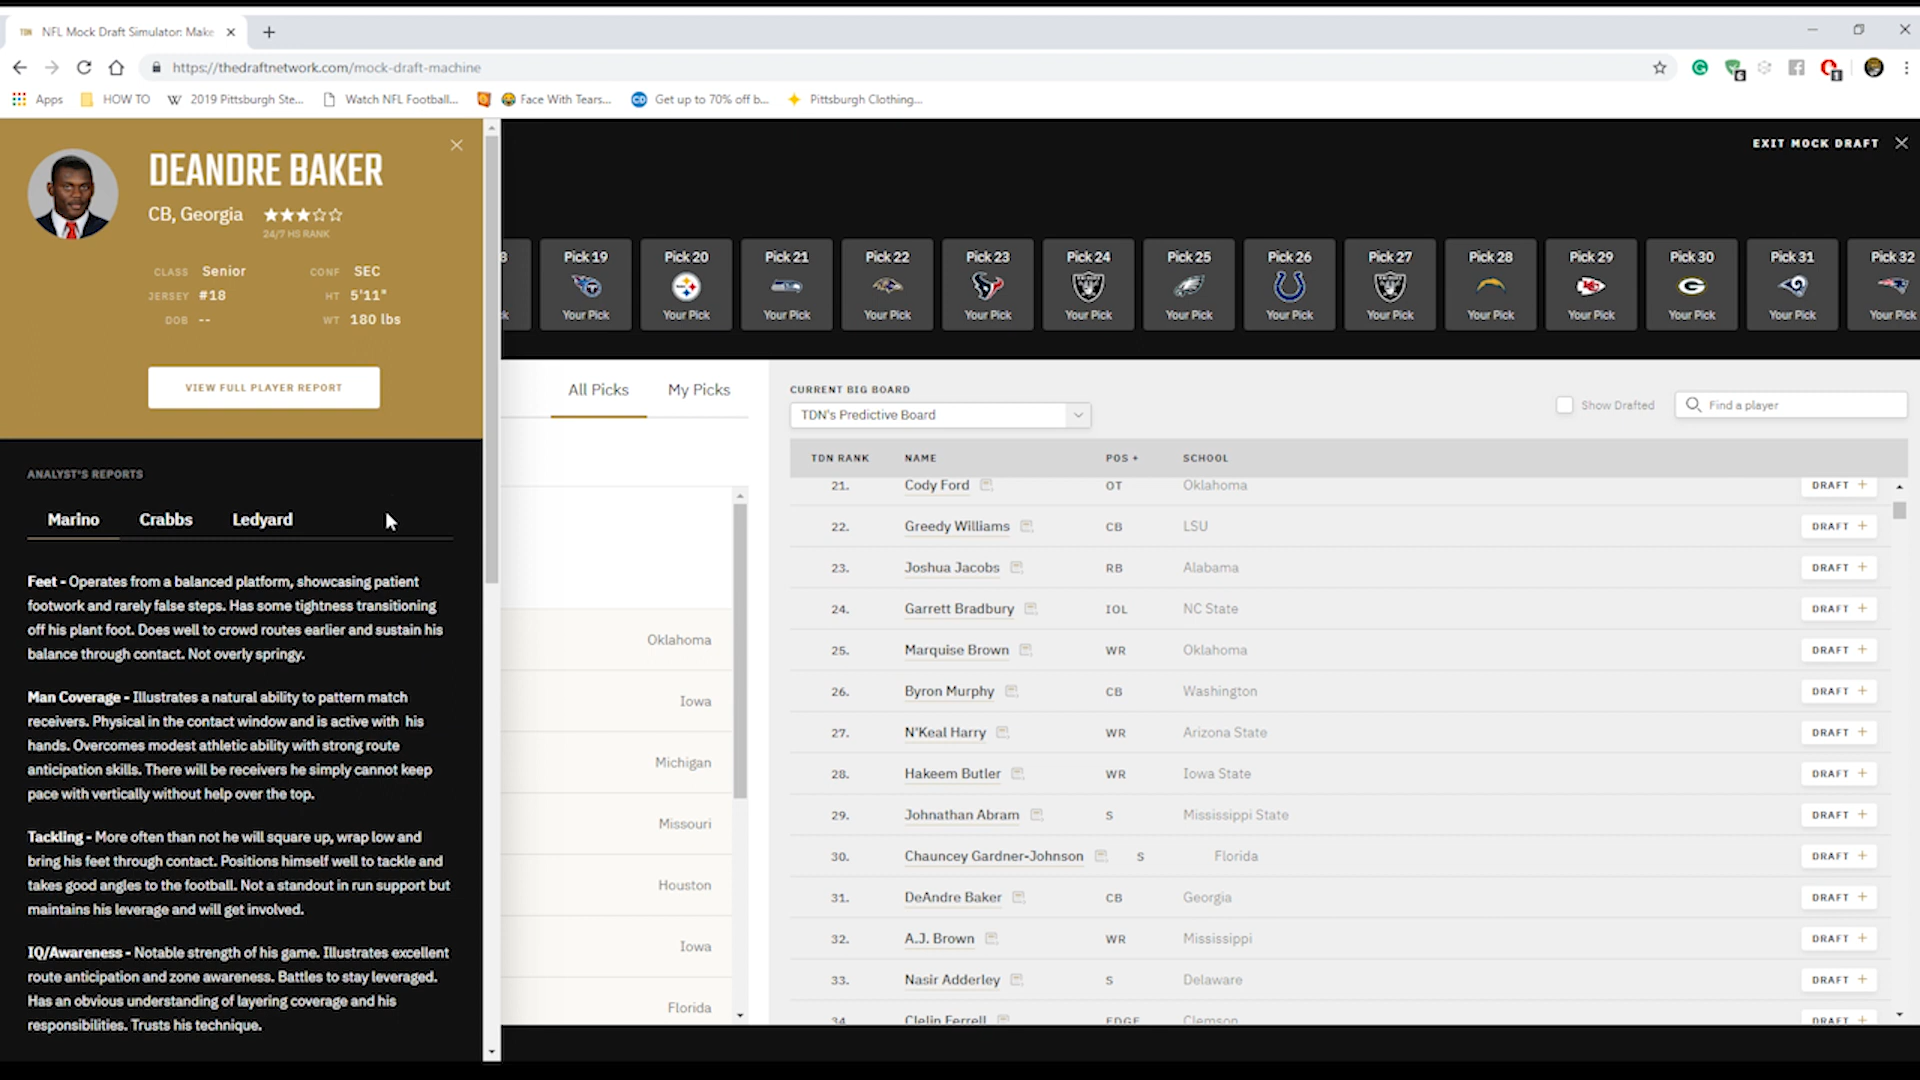 TDN NFL Mock Draft Simulator: Make
https://thedraftnetwork.com/mock-draft-machine
Apps HOW TO W 2019 Pittsburgh Ste... Watch NFL Football... Face With Tears... CD Get up to 70% off b... Pittsburgh Clothing...
EXIT MOCK DRAFT
DEANDRE BAKER
CB, Georgia
24/7 HS RANK
CLASS Senior CONF SEC
JERSEY #18 HT 5'11"
DOB -- WT 180 lbs
VIEW FULL PLAYER REPORT
ANALYST'S REPORTS
Marino Crabbs Ledyard
Feet - Operates from a balanced platform, showcasing patient
footwork and rarely false steps. Has some tightness transitioning
off his plant foot. Does well to crowd routes earlier and sustain his
balance through contact. Not overly springy.
Man Coverage - Illustrates a natural ability to pattern match
receivers. Physical in the contact window and is active with his
hands. Overcomes modest athletic ability with strong route
anticipation skills. There will be receivers he simply cannot keep
pace with vertically without help over the top.
Tackling - More often than not he will square up, wrap low and
bring his feet through contact. Positions himself well to tackle and
takes good angles to the football. Not a standout in run support but
maintains his leverage and will get involved.
IQ/Awareness - Notable strength of his game. Illustrates excellent
route anticipation and zone awareness. Battles to stay leveraged.
Has an obvious understanding of layering coverage and his
responsibilities. Trusts his technique.
8 Pick 19 Pick 20 Pick 21 Pick 22 Pick 23 Pick 24 Pick 25 Pick 26 Pick 27 Pick 28 Pick 29 Pick 30 Pick 31 Pick 32
k Your Pick Your Pick Your Pick Your Pick Your Pick Your Pick Your Pick Your Pick Your Pick Your Pick Your Pick Your Pick Your Pick Your Pick
All Picks My Picks
Oklahoma
Iowa
Michigan
Missouri
Houston
Iowa
Florida
CURRENT BIG BOARD
TDN's Predictive Board
Show Drafted
Find a player
TDN RANK NAME POS + SCHOOL
21. Cody Ford OT Oklahoma DRAFT +
22. Greedy Williams CB LSU DRAFT +
23. Joshua Jacobs RB Alabama DRAFT +
24. Garrett Bradbury IOL NC State DRAFT +
25. Marquise Brown WR Oklahoma DRAFT +
26. Byron Murphy CB Washington DRAFT +
27. N'Keal Harry WR Arizona State DRAFT +
28. Hakeem Butler WR Iowa State DRAFT +
29. Johnathan Abram S Mississippi State DRAFT +
30. Chauncey Gardner-Johnson S Florida DRAFT +
31. DeAndre Baker CB Georgia DRAFT +
32. A.J. Brown WR Mississippi DRAFT +
33. Nasir Adderley S Delaware DRAFT +
34. Clelin Ferrell EDGE Clemson DRAFT +